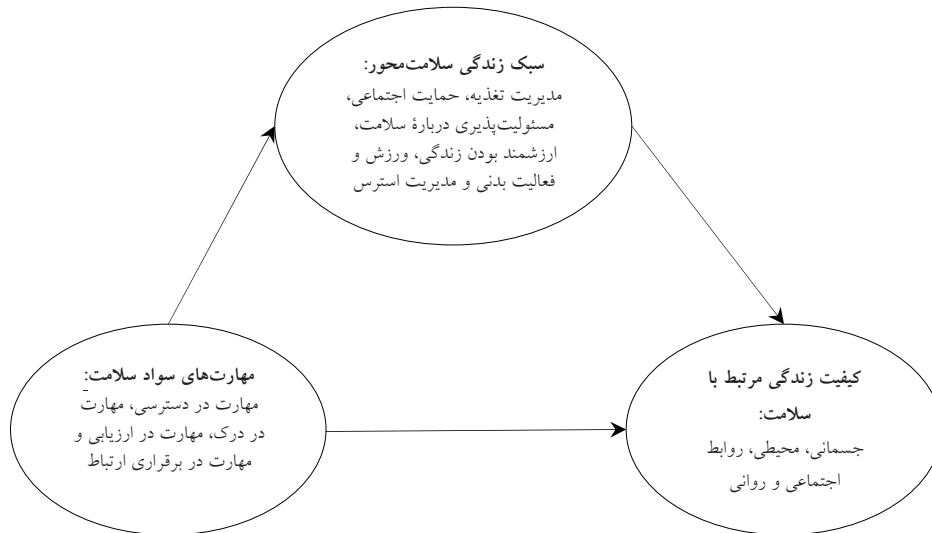 سبک زندگی سلامت‌محور:
مدیریت تغذیه، حمایت اجتماعی،
مسئولیت‌پذیری دربارۀ سلامت،
ارزشمند بودن زندگی، ورزش و
فعالیت بدنی و مدیریت استرس
مهارت‌های سواد سلامت:
مهارت در دسترسی، مهارت
در درک، مهارت در ارزیابی و
مهارت در برقراری ارتباط
کیفیت زندگی مرتبط با
سلامت:
جسمانی، محیطی، روابط
اجتماعی و روانی